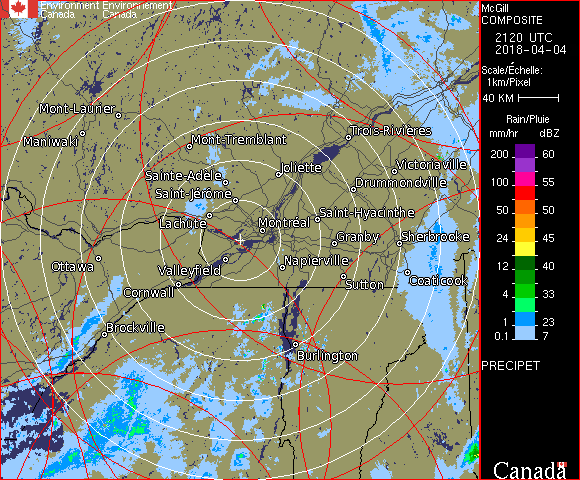 Environment Environnement
Canada Canada
Mont-Laurier
Maniwaki
Mont-Tremblant
Trois-Rivières
Joliette
Victoriaville
Sainte-Adèle
Drummondville
Saint-Jérôme
Saint-Hyacinthe
Lachute
Montréal
Granby
Sherbrooke
Ottawa
Valleyfield
Napierville
Coaticook
Cornwall
Sutton
Brockville
Burlington
McGill
COMPOSITE
2120 UTC
2018-04-04
Scale/Échelle:
1km/Pixel
40 KM
Rain/Pluie
mm/hr dBZ
200 60
100 55
50 50
24 45
12 40
4 33
1 23
0.1 7
PRECIPET
Canada